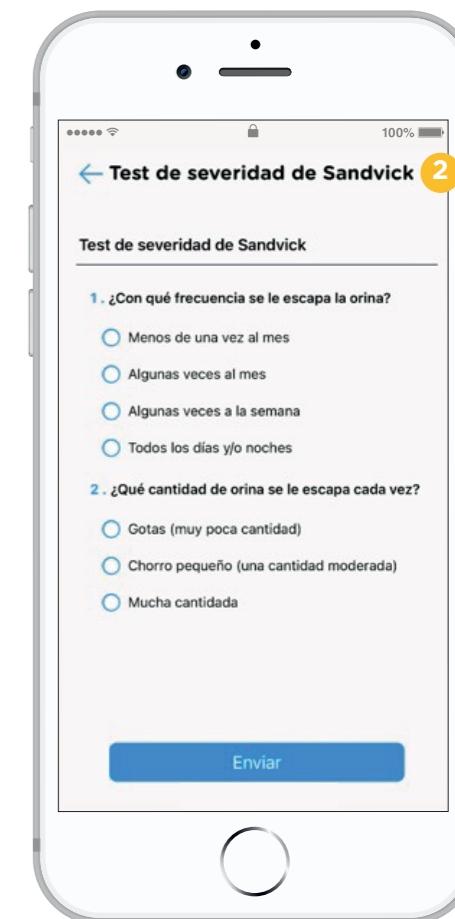 100%
Test de severidad de Sandvick
2
Test de severidad de Sandvick
1. ¿Con qué frecuencia se le escapa la orina?
Menos de una vez al mes
Algunas veces al mes
Algunas veces a la semana
Todos los días y/o noches
2. ¿Qué cantidad de orina se le escapa cada vez?
Gotas (muy poca cantidad)
Chorro pequeño (una cantidad moderada)
Mucha cantidada
Enviar